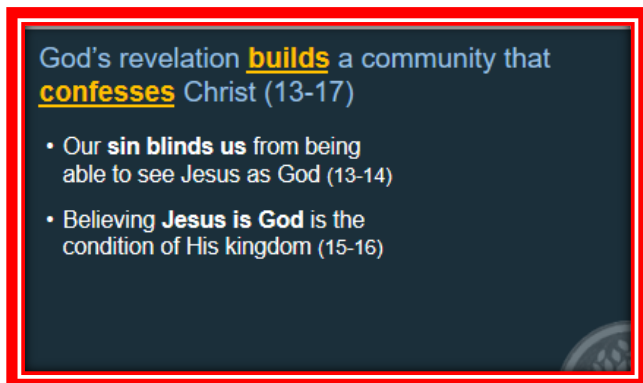 God's revelation builds a community that
confesses Christ (13-17)
• Our sin blinds us from being
able to see Jesus as God (13-14)
• Believing Jesus is God is the
condition of His kingdom (15-16)